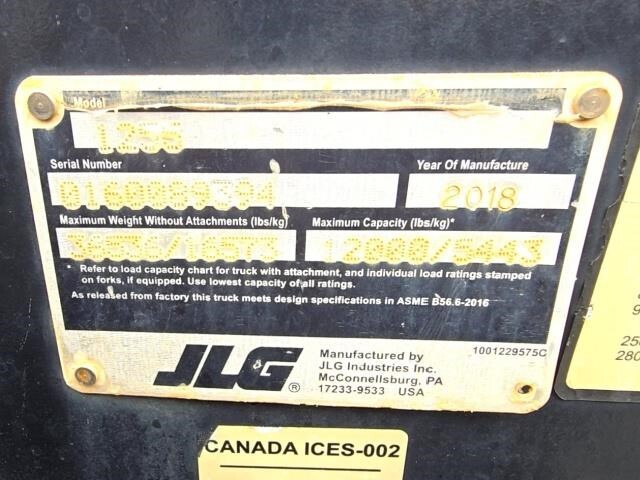 Model
1255
Serial Number Year Of Manufacture
2018
Maximum Weight Without Attachments (lbs/kg) Maximum Capacity (lbs/kg)*
36536/16573 12000/5443
* Refer to load capacity chart for truck with attachment, and individual load ratings stamped
on forks, if equipped. Use lowest capacity of all ratings.
As released from factory this truck meets design specifications in ASME B56.6-2016
JLG ®
Manufactured by
JLG Industries Inc.
McConnellsburg, PA
17233-9533 USA
1001229575C
CANADA ICES-002